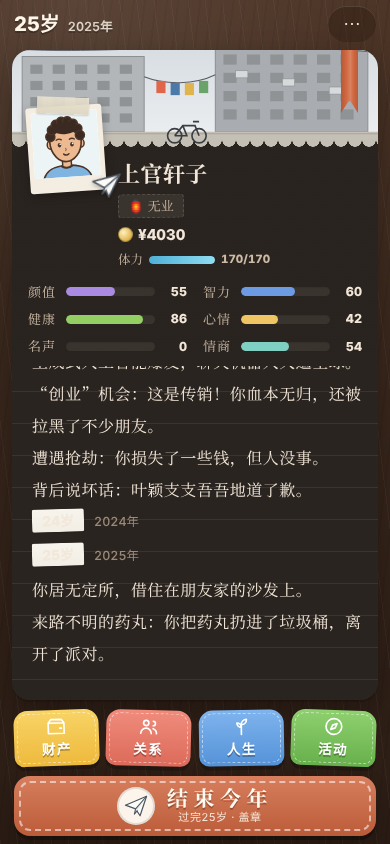 25岁 2025年
上官轩子
无业
¥4030
体力 170/170
颜值 55 智力 60
健康 86 心情 42
名声 0 情商 54
“创业”机会：这是传销！你血本无归，还被
拉黑了不少朋友。
遭遇抢劫：你损失了一些钱，但人没事。
背后说坏话：叶颖支支吾吾地道了歉。
24岁 2024年
25岁 2025年
你居无定所，借住在朋友家的沙发上。
来路不明的药丸：你把药丸扔进了垃圾桶，离
开了派对。
财产 关系 人生 活动
结束今年
过完25岁 · 盖章